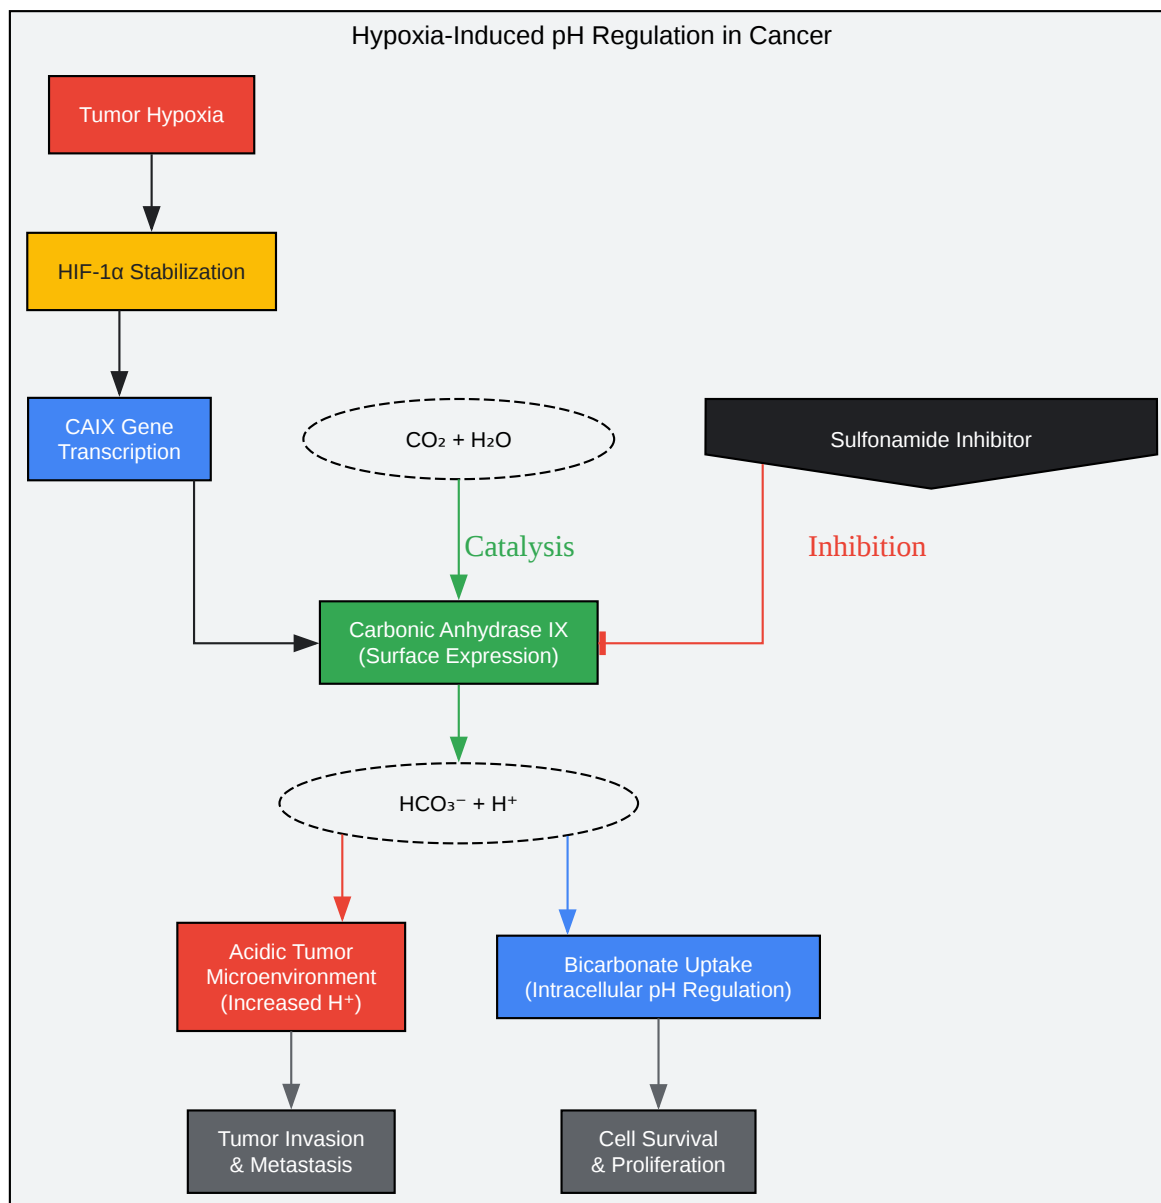 Hypoxia-Induced pH Regulation in Cancer
Tumor Hypoxia
HIF-1α Stabilization
CAIX Gene
Transcription
CO₂ + H₂O
Sulfonamide Inhibitor
Catalysis
Inhibition
Carbonic Anhydrase IX
(Surface Expression)
HCO₃⁻ + H⁺
Acidic Tumor
Microenvironment
(Increased H⁺)
Bicarbonate Uptake
(Intracellular pH Regulation)
Tumor Invasion
& Metastasis
Cell Survival
& Proliferation